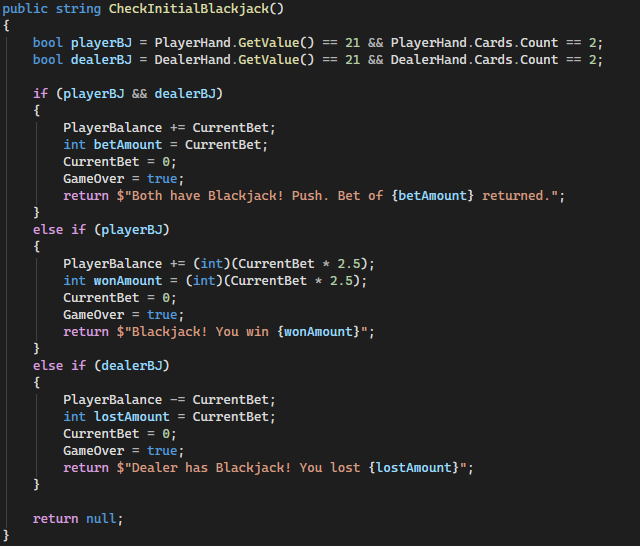 public string CheckInitialBlackjack()
{
    bool playerBJ = PlayerHand.GetValue() == 21 && PlayerHand.Cards.Count == 2;
    bool dealerBJ = DealerHand.GetValue() == 21 && DealerHand.Cards.Count == 2;

    if (playerBJ && dealerBJ)
    {
        PlayerBalance += CurrentBet;
        int betAmount = CurrentBet;
        CurrentBet = 0;
        GameOver = true;
        return $"Both have Blackjack! Push. Bet of {betAmount} returned.";
    }
    else if (playerBJ)
    {
        PlayerBalance += (int)(CurrentBet * 2.5);
        int wonAmount = (int)(CurrentBet * 2.5);
        CurrentBet = 0;
        GameOver = true;
        return $"Blackjack! You win {wonAmount}";
    }
    else if (dealerBJ)
    {
        PlayerBalance -= CurrentBet;
        int lostAmount = CurrentBet;
        CurrentBet = 0;
        GameOver = true;
        return $"Dealer has Blackjack! You lost {lostAmount}";
    }

    return null;
}